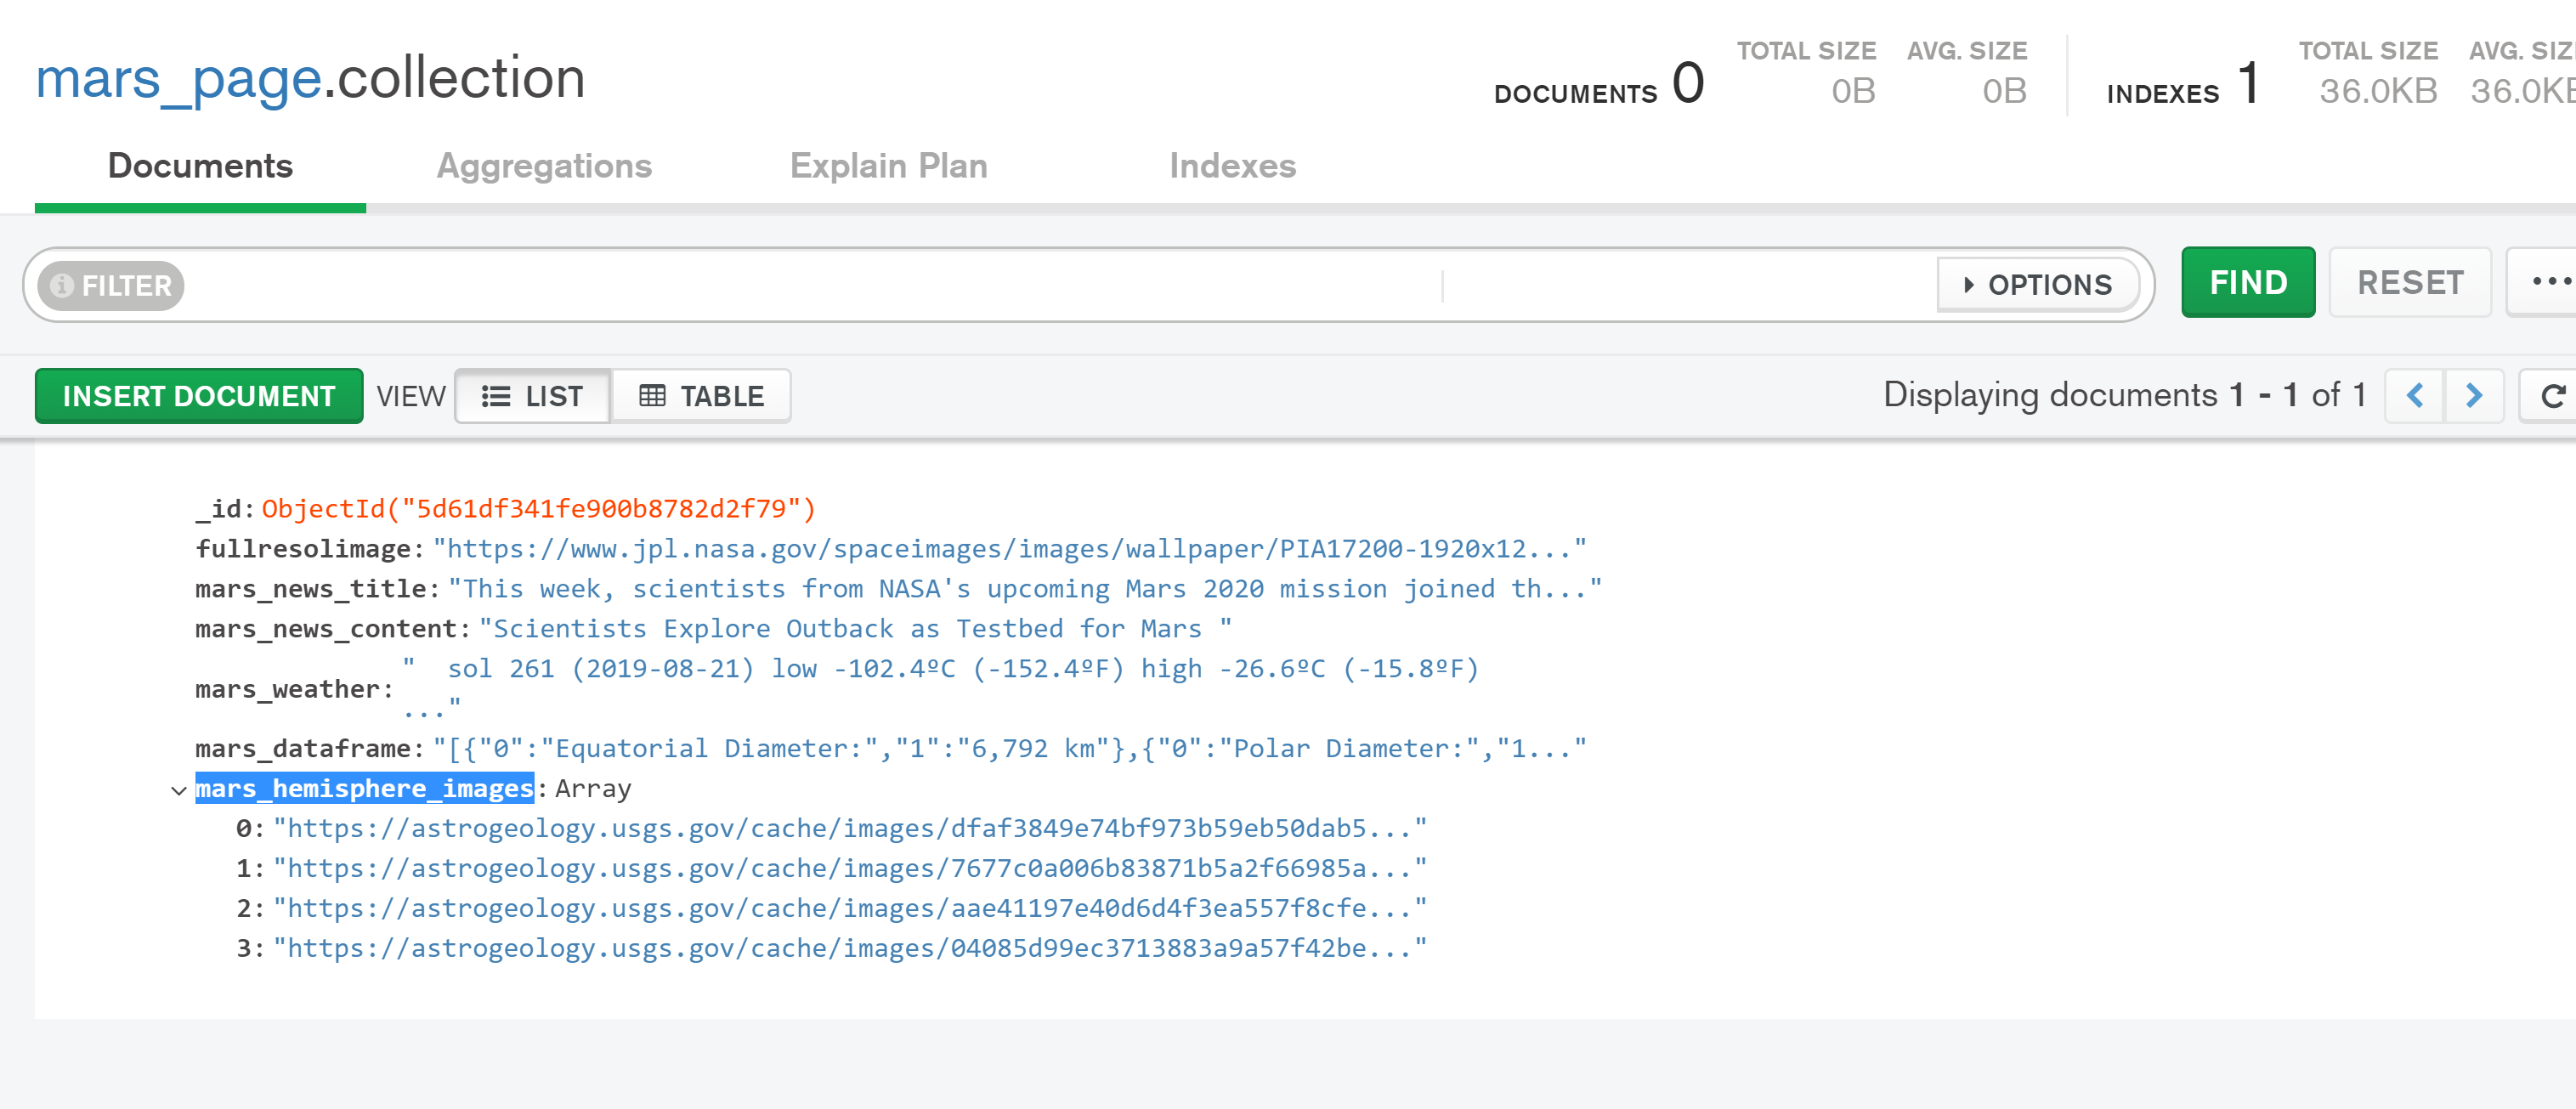 mars_page.collection
DOCUMENTS 0 TOTAL SIZE 0B AVG. SIZE 0B INDEXES 1 TOTAL SIZE 36.0KB AVG.
Documents Aggregations Explain Plan Indexes
FILTER OPTIONS FIND RESET ...
INSERT DOCUMENT VIEW LIST TABLE Displaying documents 1 - 1 of 1
_id: ObjectId("5d61df341fe900b8782d2f79")
fullresolimage: "https://www.jpl.nasa.gov/spaceimages/images/wallpaper/PIA17200-1920x12..."
mars_news_title: "This week, scientists from NASA's upcoming Mars 2020 mission joined th..."
mars_news_content: "Scientists Explore Outback as Testbed for Mars "
mars_weather: "  sol 261 (2019-08-21) low -102.4ºC (-152.4ºF) high -26.6ºC (-15.8ºF)
..."
mars_dataframe: "[{"0":"Equatorial Diameter:","1":"6,792 km"},{"0":"Polar Diameter:","1..."
mars_hemisphere_images: Array
0: "https://astrogeology.usgs.gov/cache/images/dfaf3849e74bf973b59eb50dab5..."
1: "https://astrogeology.usgs.gov/cache/images/7677c0a006b83871b5a2f66985a..."
2: "https://astrogeology.usgs.gov/cache/images/aae41197e40d6d4f3ea557f8cfe..."
3: "https://astrogeology.usgs.gov/cache/images/04085d99ec3713883a9a57f42be..."